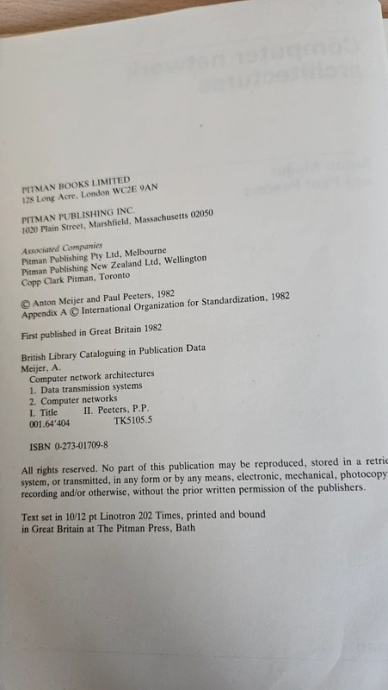 PITMAN BOOKS LIMITED
128 Long Acre, London WC2E 9AN
PITMAN PUBLISHING INC.
1020 Plain Street, Marshfield, Massachusetts 02050
Associated Companies
Pitman Publishing Pty Ltd, Melbourne
Pitman Publishing New Zealand Ltd, Wellington
Copp Clark Pitman, Toronto
© Anton Meijer and Paul Peeters, 1982
Appendix A © International Organization for Standardization, 1982
First published in Great Britain 1982
British Library Cataloguing in Publication Data
Meijer, A.
Computer network architectures
1. Data transmission systems
2. Computer networks
I. Title II. Peeters, P.P.
001.64'404 TK5105.5
ISBN 0-273-01709-8
All rights reserved. No part of this publication may be reproduced, stored in a
system, or transmitted, in any form or by any means, electronic, mechanical, photocopy
recording and/or otherwise, without the prior written permission of the publishers.
Text set in 10/12 pt Linotron 202 Times, printed and bound
in Great Britain at The Pitman Press, Bath